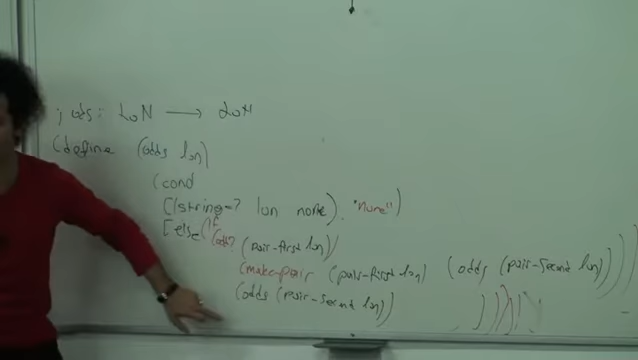 ; odds: LoN → LoN
(define (odds lon)
(cond
[(string=? lon none) "None"]
[else (if
(odd? (pair-first lon))
(make-pair (pair-first lon) (odds (pair-second lon))))))
(odds (pair-second lon))